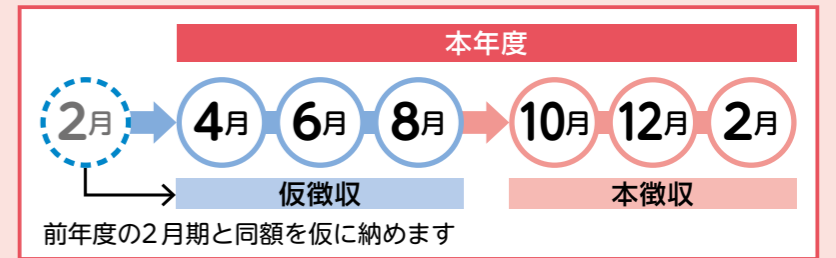 本年度
2月 4月 6月 8月 10月 12月 2月
仮徴収 本徴収
前年度の2月期と同額を仮に納めます